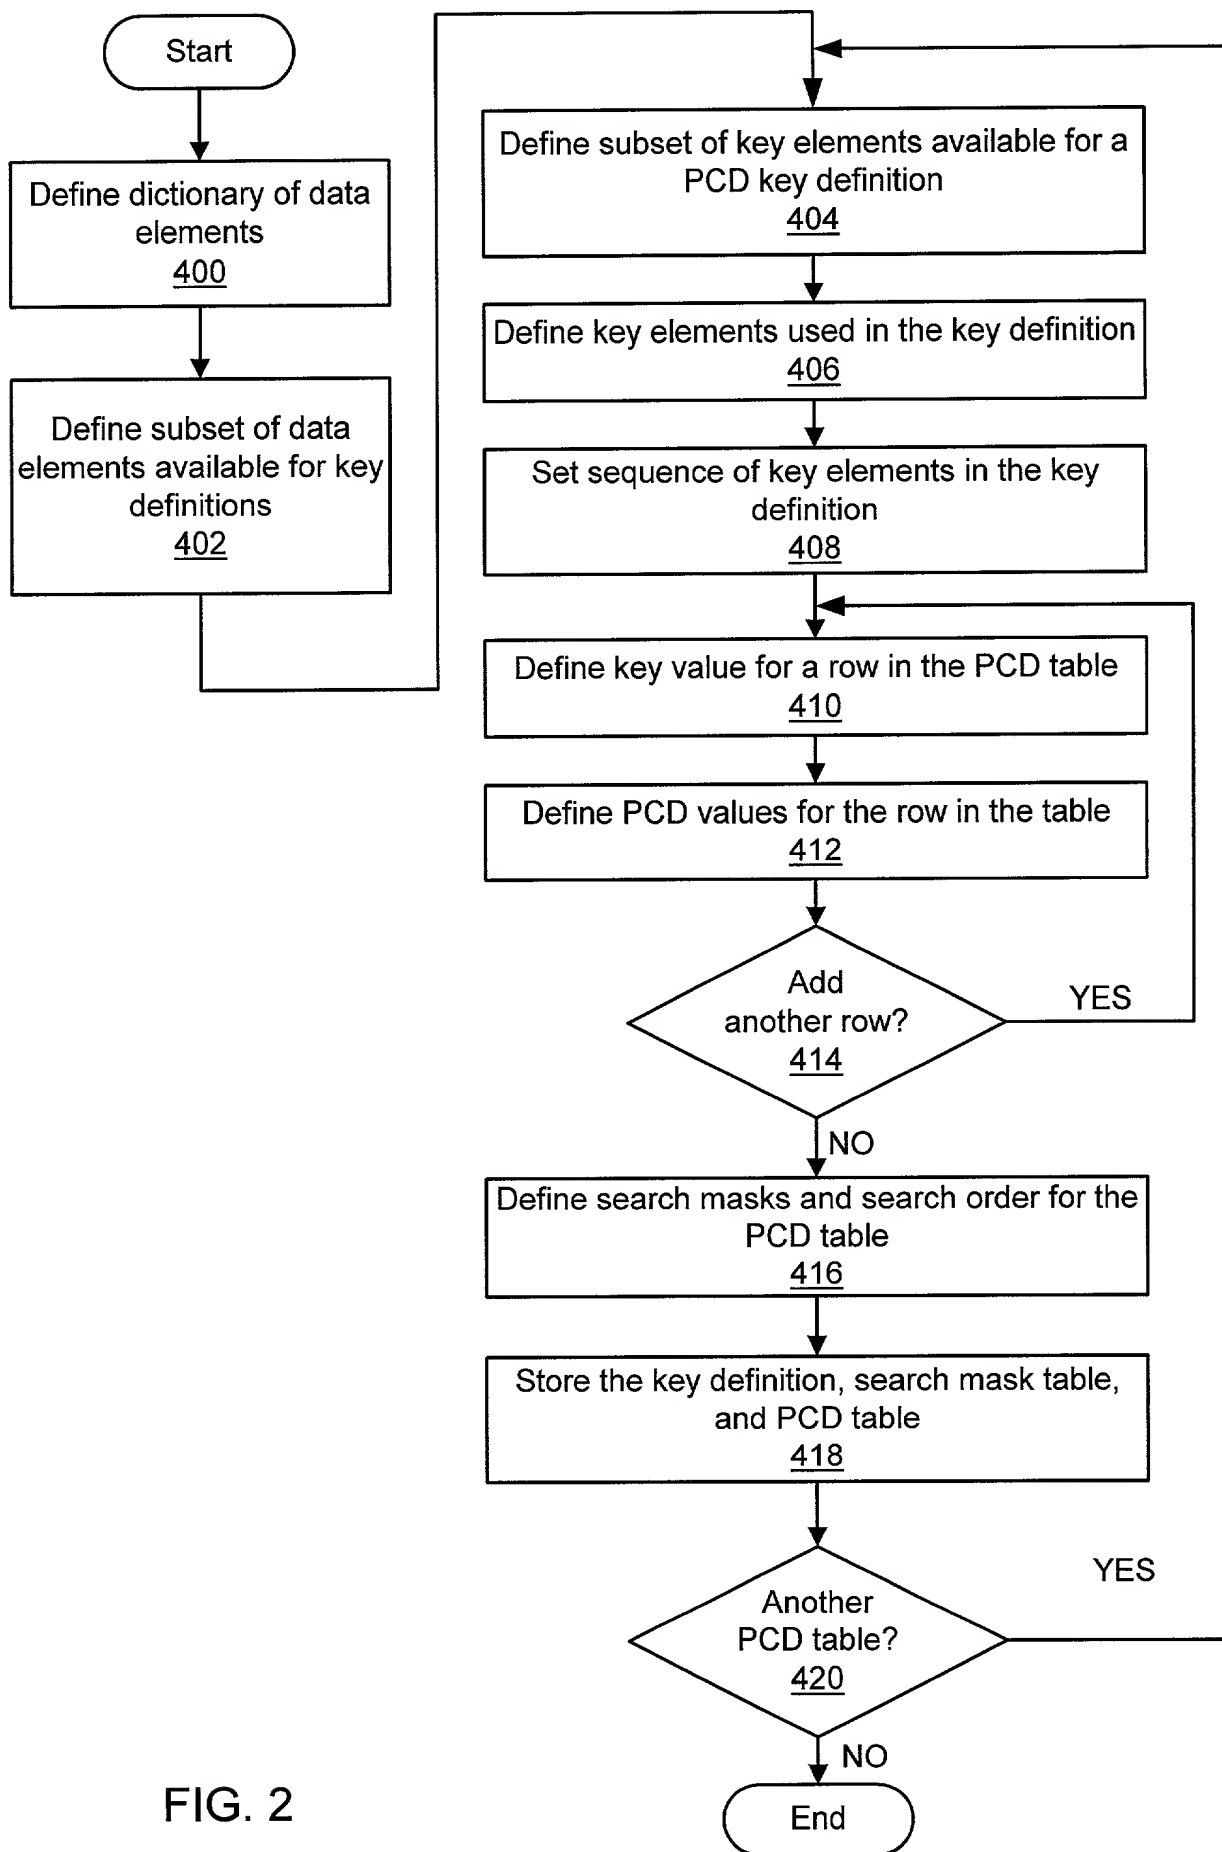 Start
Define dictionary of data
elements
400
Define subset of data
elements available for key
definitions
402
Define subset of key elements available for a
PCD key definition
404
Define key elements used in the key definition
406
Set sequence of key elements in the key
definition
408
Define key value for a row in the PCD table
410
Define PCD values for the row in the table
412
Add
another row?
414
YES
NO
Define search masks and search order for the
PCD table
416
Store the key definition, search mask table,
and PCD table
418
Another
PCD table?
420
YES
NO
End
FIG. 2